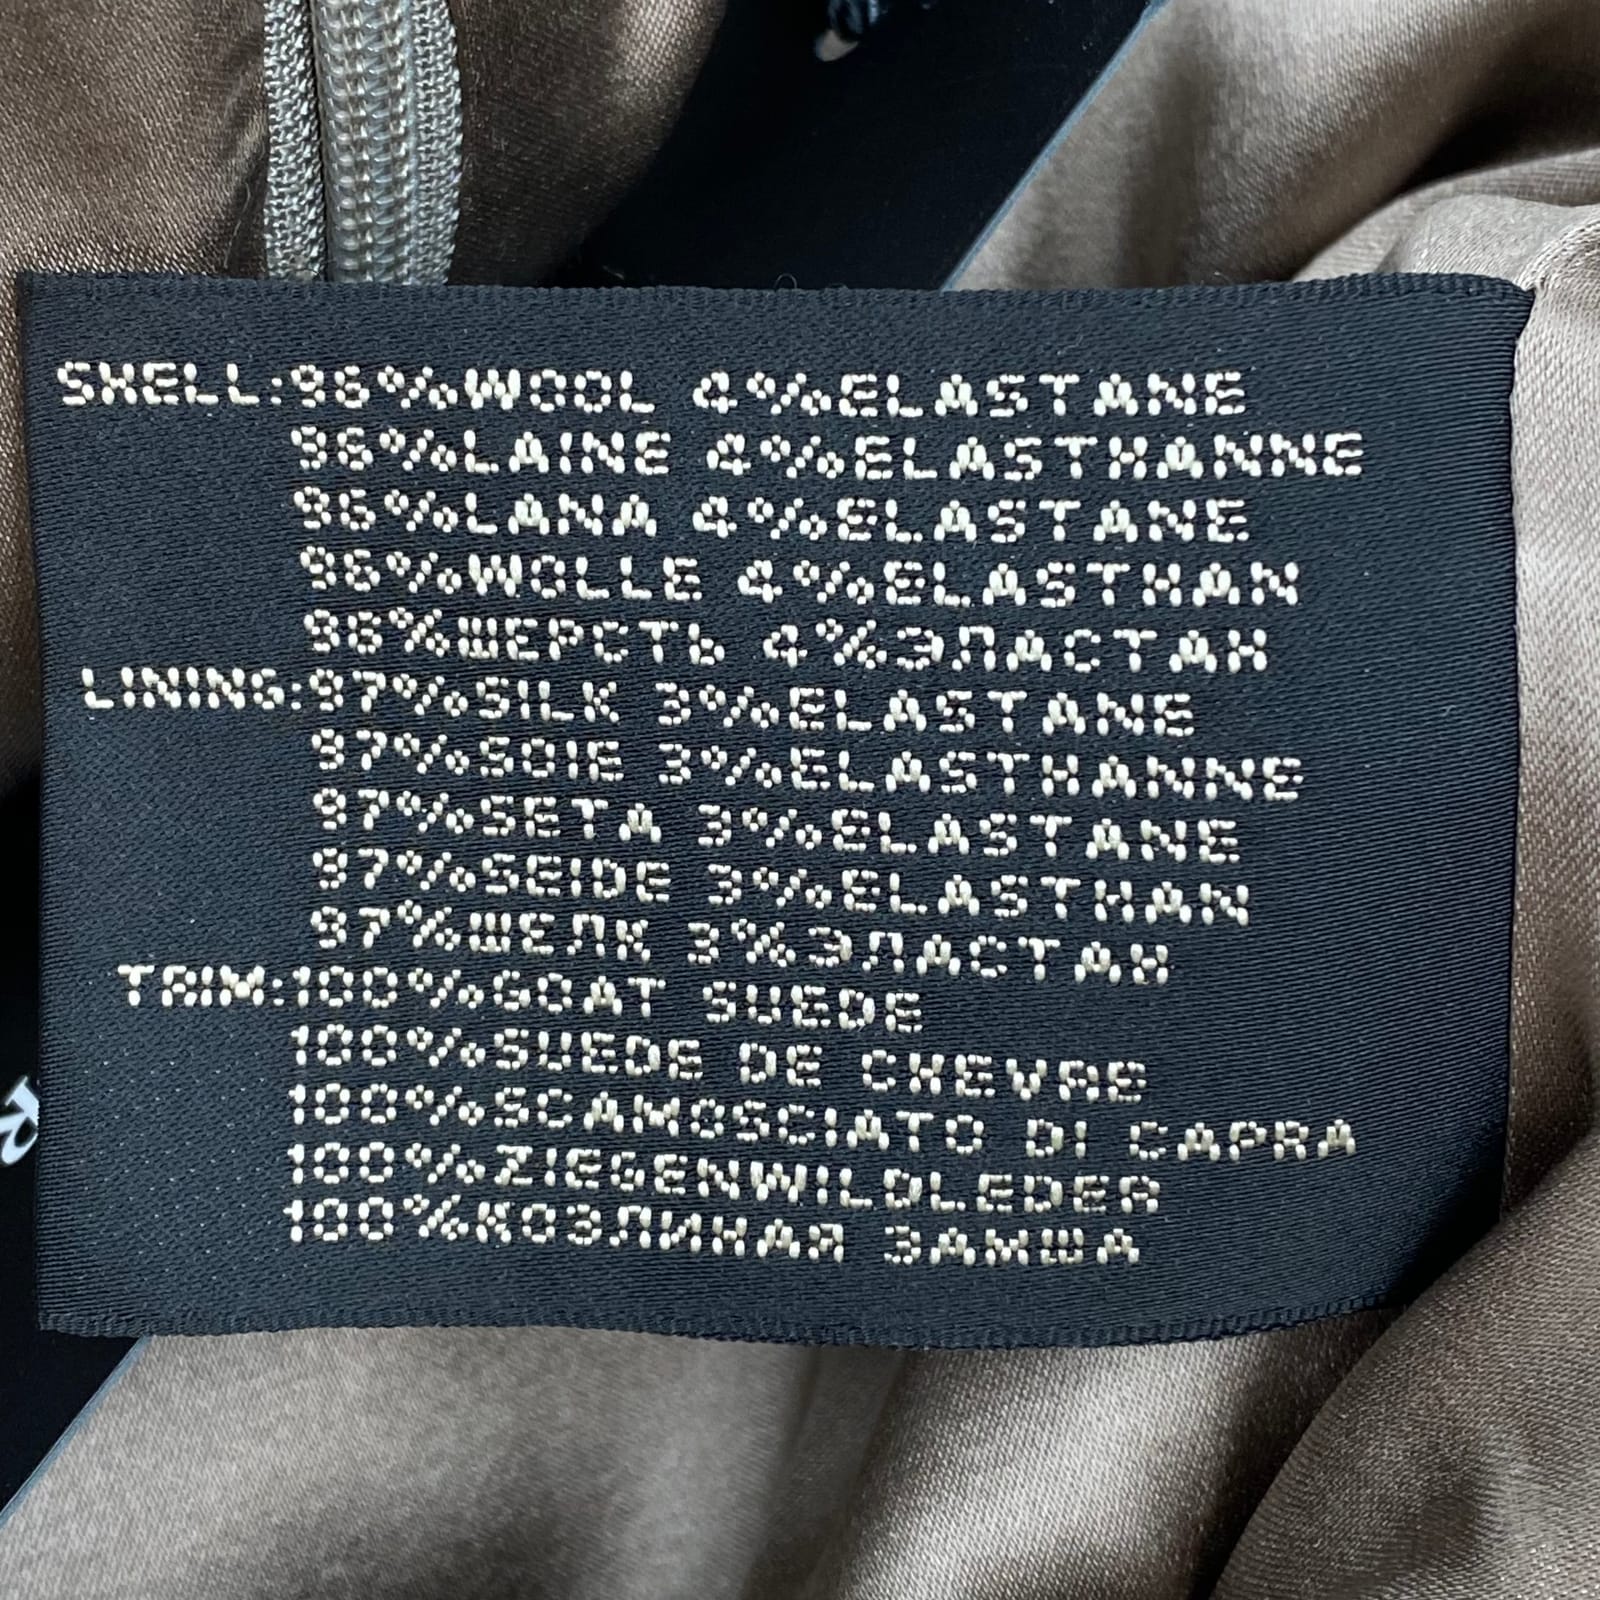 SHELL:96%WOOL 4%ELASTANE
96%LAINE 4%ELASTHANNE
96%LANA 4%ELASTANE
96%WOLLE 4%ELASTHAN
96%ШЕРСТЬ 4%ЭЛАСТАН
LINING:97%SILK 3%ELASTANE
97%SOIE 3%ELASTHANNE
97%SETA 3%ELASTANE
97%SEIDE 3%ELASTHAN
97%ШЕЛК 3%ЭЛАСТАН
TRIM:100%GOAT SUEDE
100%SUEDE DE CHEVRE
100%SCAMOSCIATO DI CAPRA
100%ZIEGENWILDLEDER
100%КОЗЛИНАЯ ЗАМША
R